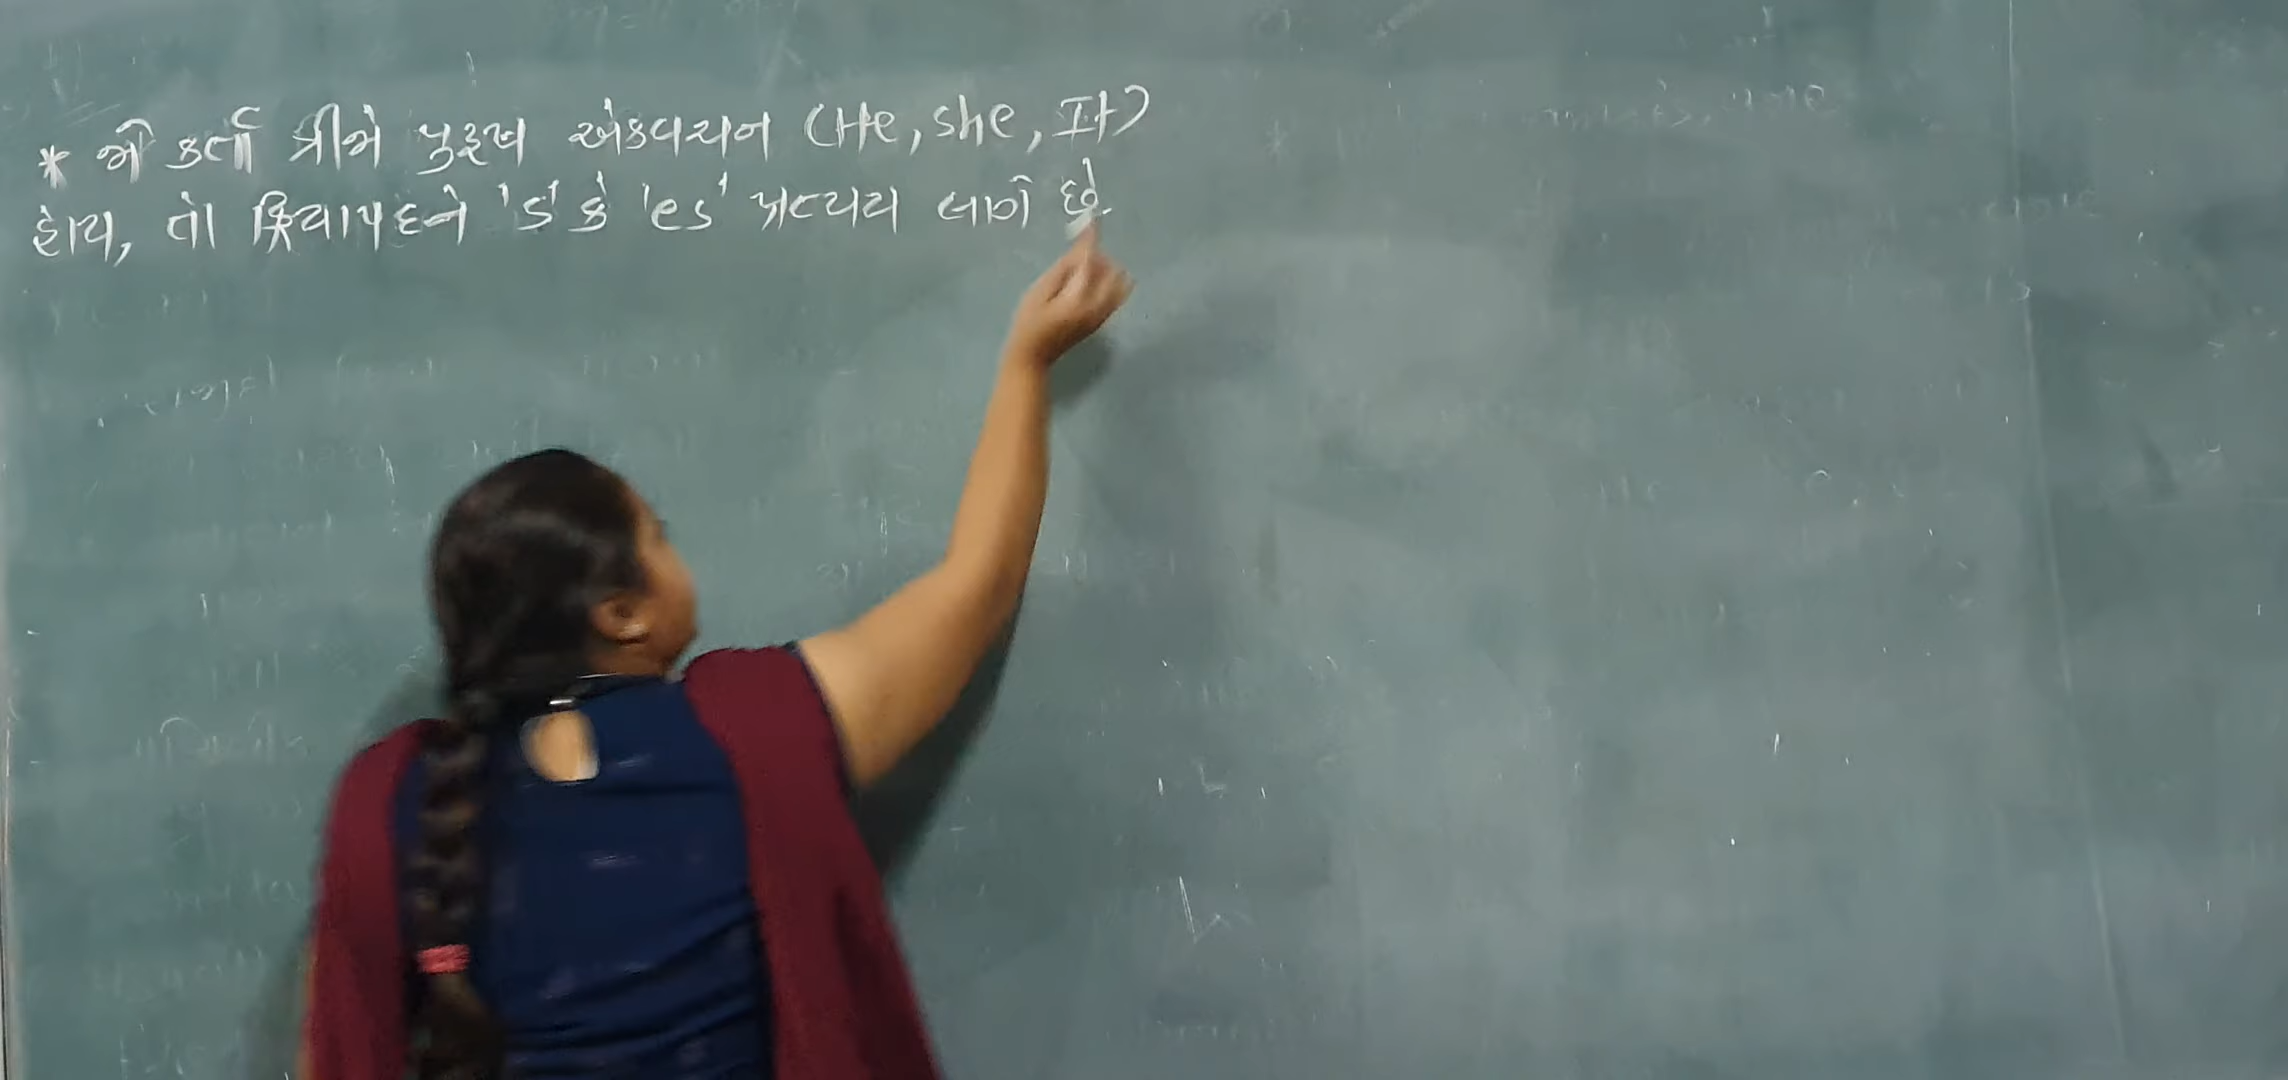 * જો કર્તા ત્રીજો પુરૂષ એકવચન (He, she, It)
હોય, તો ક્રિયાપદને 's' કે 'es' પ્રત્યય લાગે છે.